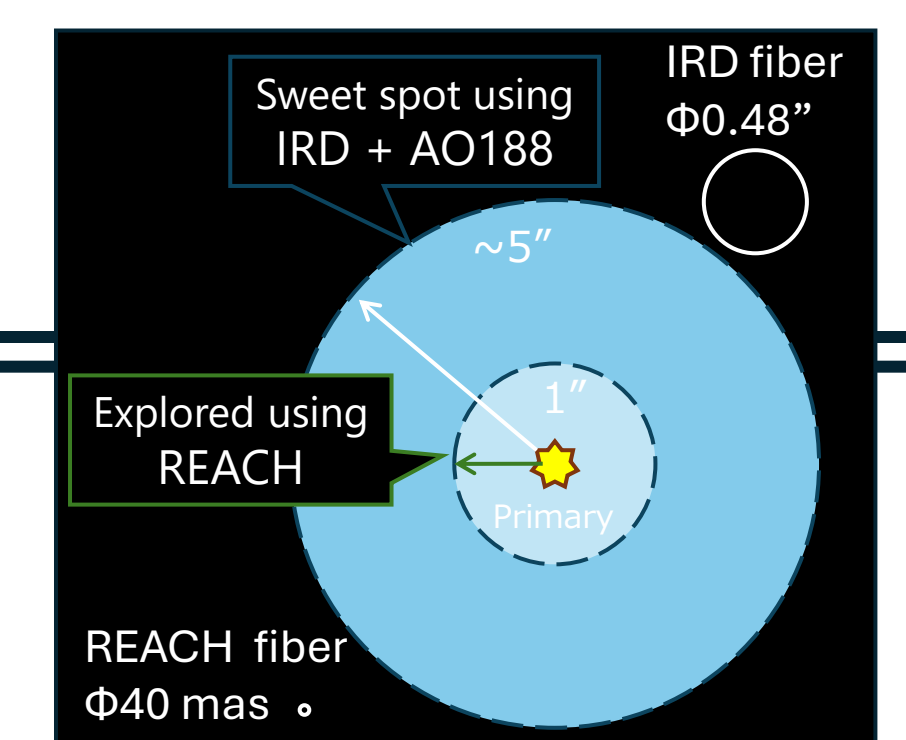 IRD fiber
Φ0.48”
Sweet spot using
IRD + AO188
~5″
1″
Explored using
REACH
Primary
REACH fiber
Φ40 mas